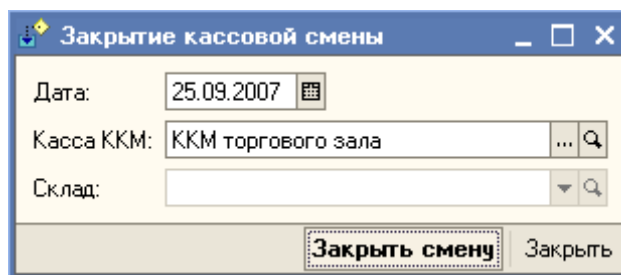 Закрытие кассовой смены
Дата: 25.09.2007
Касса ККМ: ККМ торгового зала ...
Склад:
Закрыть смену Закрыть